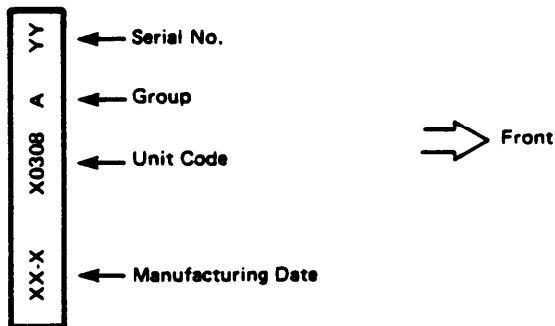 YY Serial No.
A Group
X0308 Unit Code
Front
XX-X Manufacturing Date